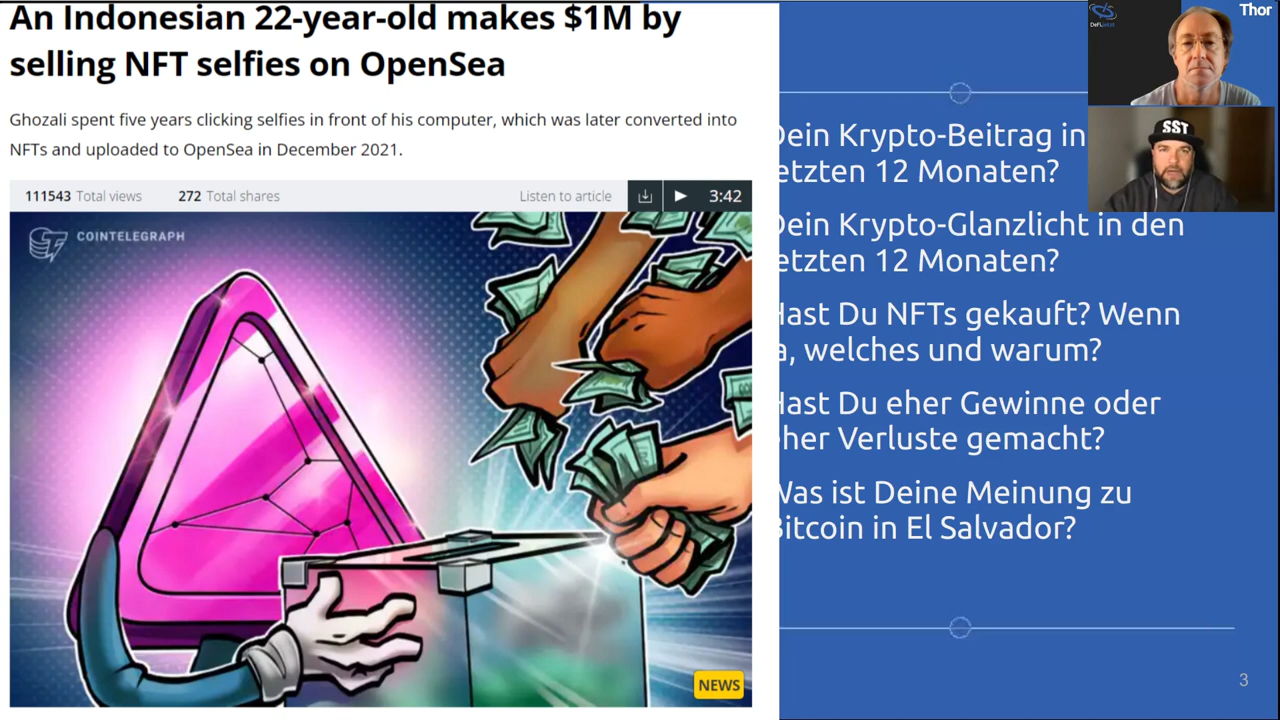 An Indonesian 22-year-old makes $1M by
selling NFT selfies on OpenSea
Ghozali spent five years clicking selfies in front of his computer, which was later converted into
NFTs and uploaded to OpenSea in December 2021.
111543 Total views 272 Total shares Listen to article 3:42
COINTELEGRAPH
NEWS
Thor
SST
Dein Krypto-Beitrag in
etzten 12 Monaten?
Dein Krypto-Glanzlicht in den
etzten 12 Monaten?
Hast Du NFTs gekauft? Wenn
a, welches und warum?
Hast Du eher Gewinne oder
eher Verluste gemacht?
Was ist Deine Meinung zu
Bitcoin in El Salvador?
3